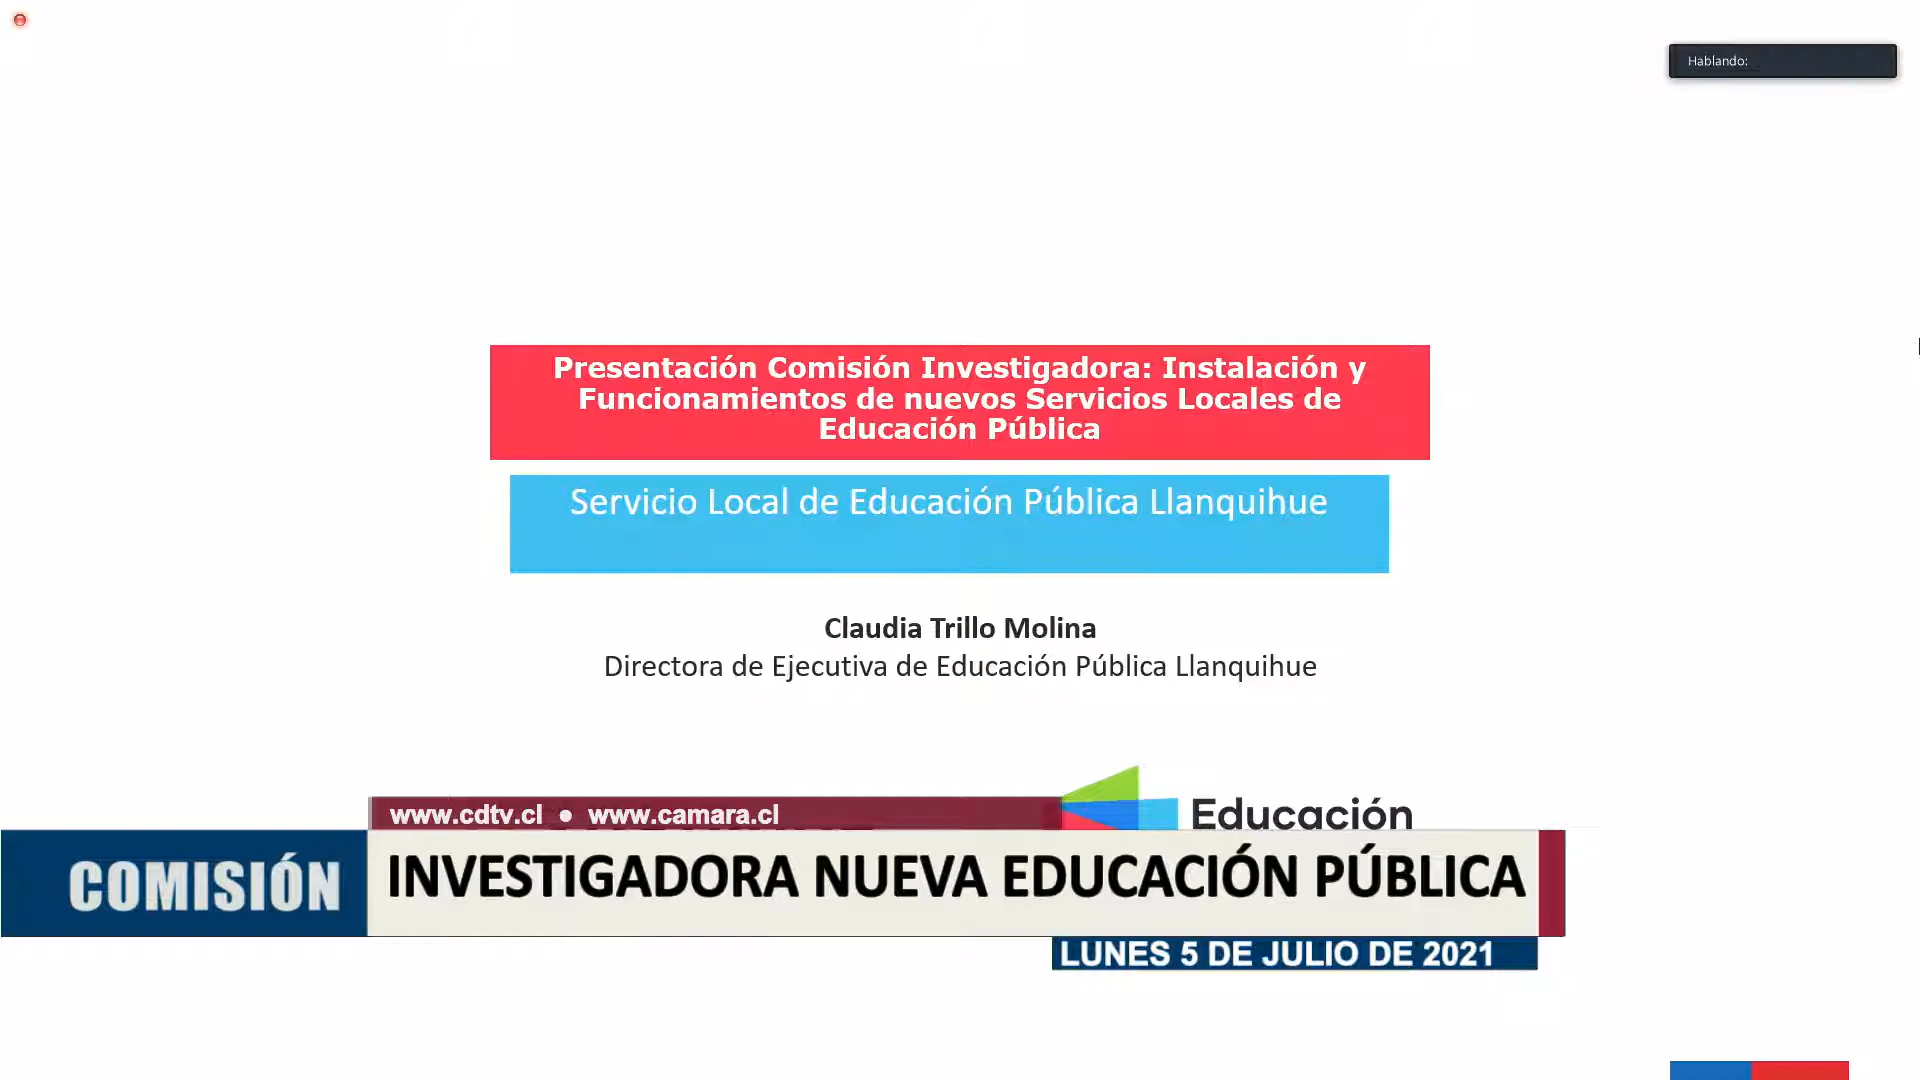 Hablando:
Presentación Comisión Investigadora: Instalación y
Funcionamientos de nuevos Servicios Locales de
Educación Pública
Servicio Local de Educación Pública Llanquihue
Claudia Trillo Molina
Directora de Ejecutiva de Educación Pública Llanquihue
www.cdtv.cl ● www.camara.cl
Educación
COMISIÓN
INVESTIGADORA NUEVA EDUCACIÓN PÚBLICA
LUNES 5 DE JULIO DE 2021